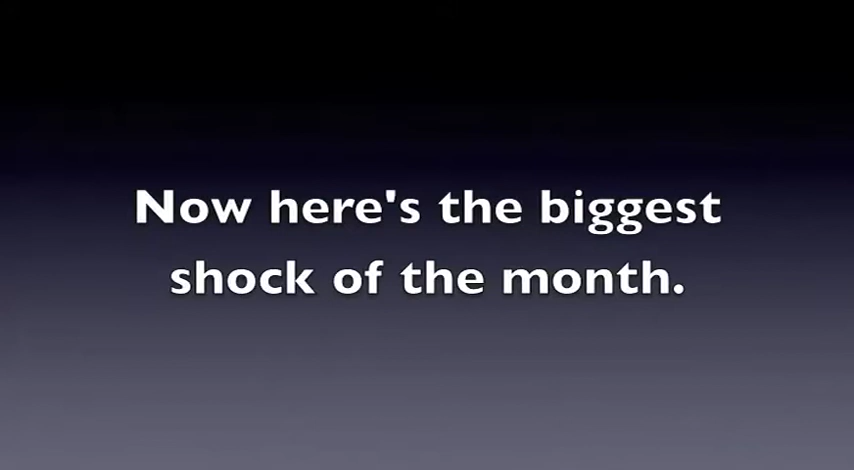 Now here's the biggest
shock of the month.